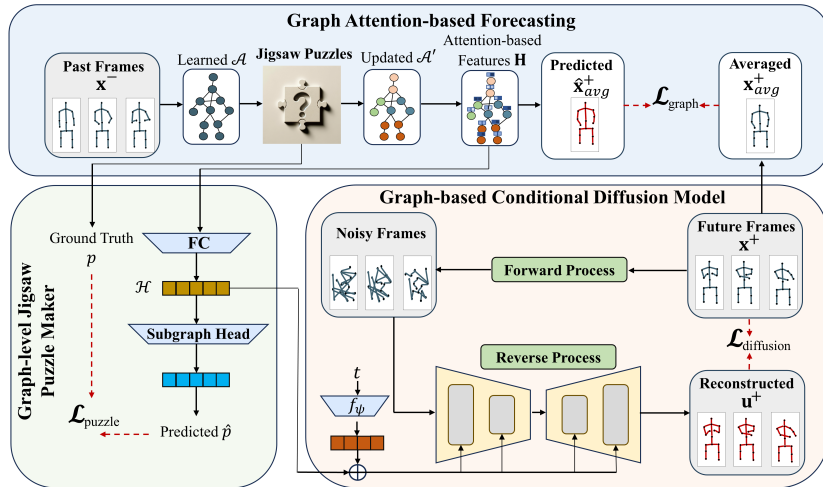 Graph Attention-based Forecasting
Past Frames
x⁻
Learned 𝒜
Jigsaw Puzzles
?
Updated 𝒜′
Attention-based
Features H
Predicted
x̂⁺avg
ℒgraph
Averaged
x⁺avg
Graph-level Jigsaw
Puzzle Maker
Ground Truth
p
FC
ℋ
Subgraph Head
Predicted p̂
ℒpuzzle
Graph-based Conditional Diffusion Model
Noisy Frames
Forward Process
Future Frames
x⁺
Reverse Process
ℒdiffusion
Reconstructed
u⁺
t
fψ